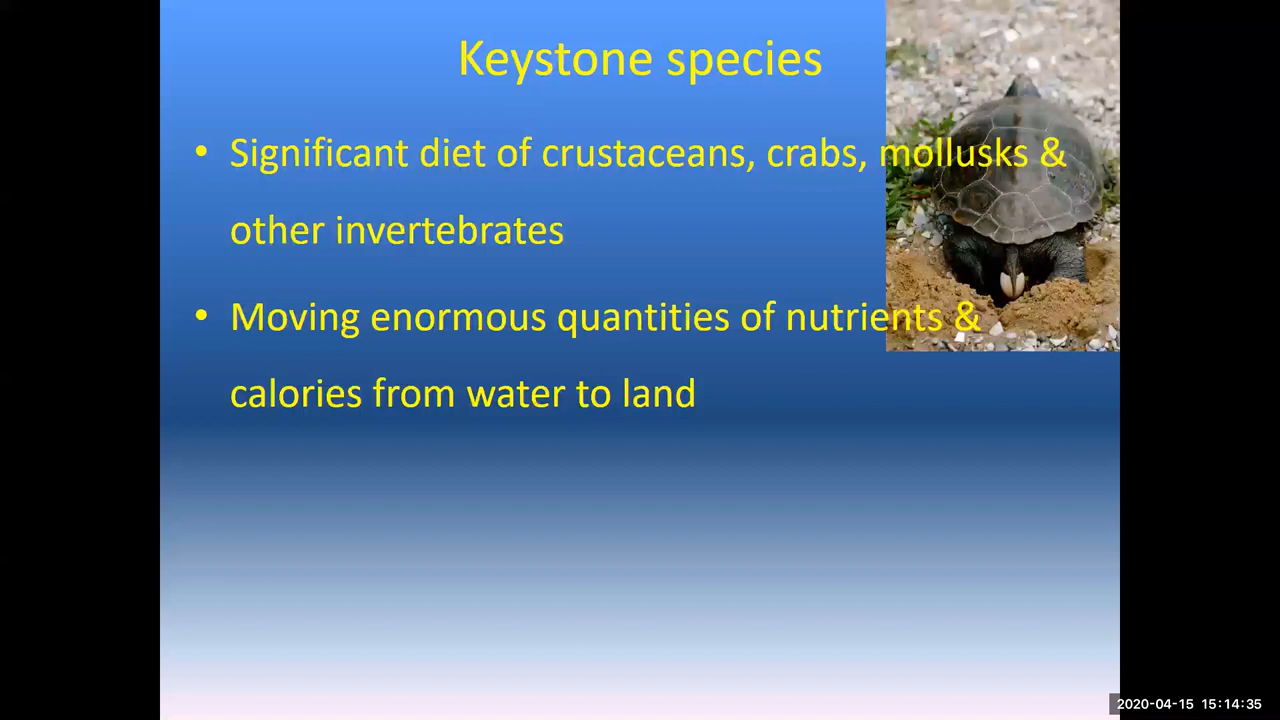 Keystone species
• Significant diet of crustaceans, crabs, mollusks &
other invertebrates
• Moving enormous quantities of nutrients &
calories from water to land
2020-04-15 15:14:35